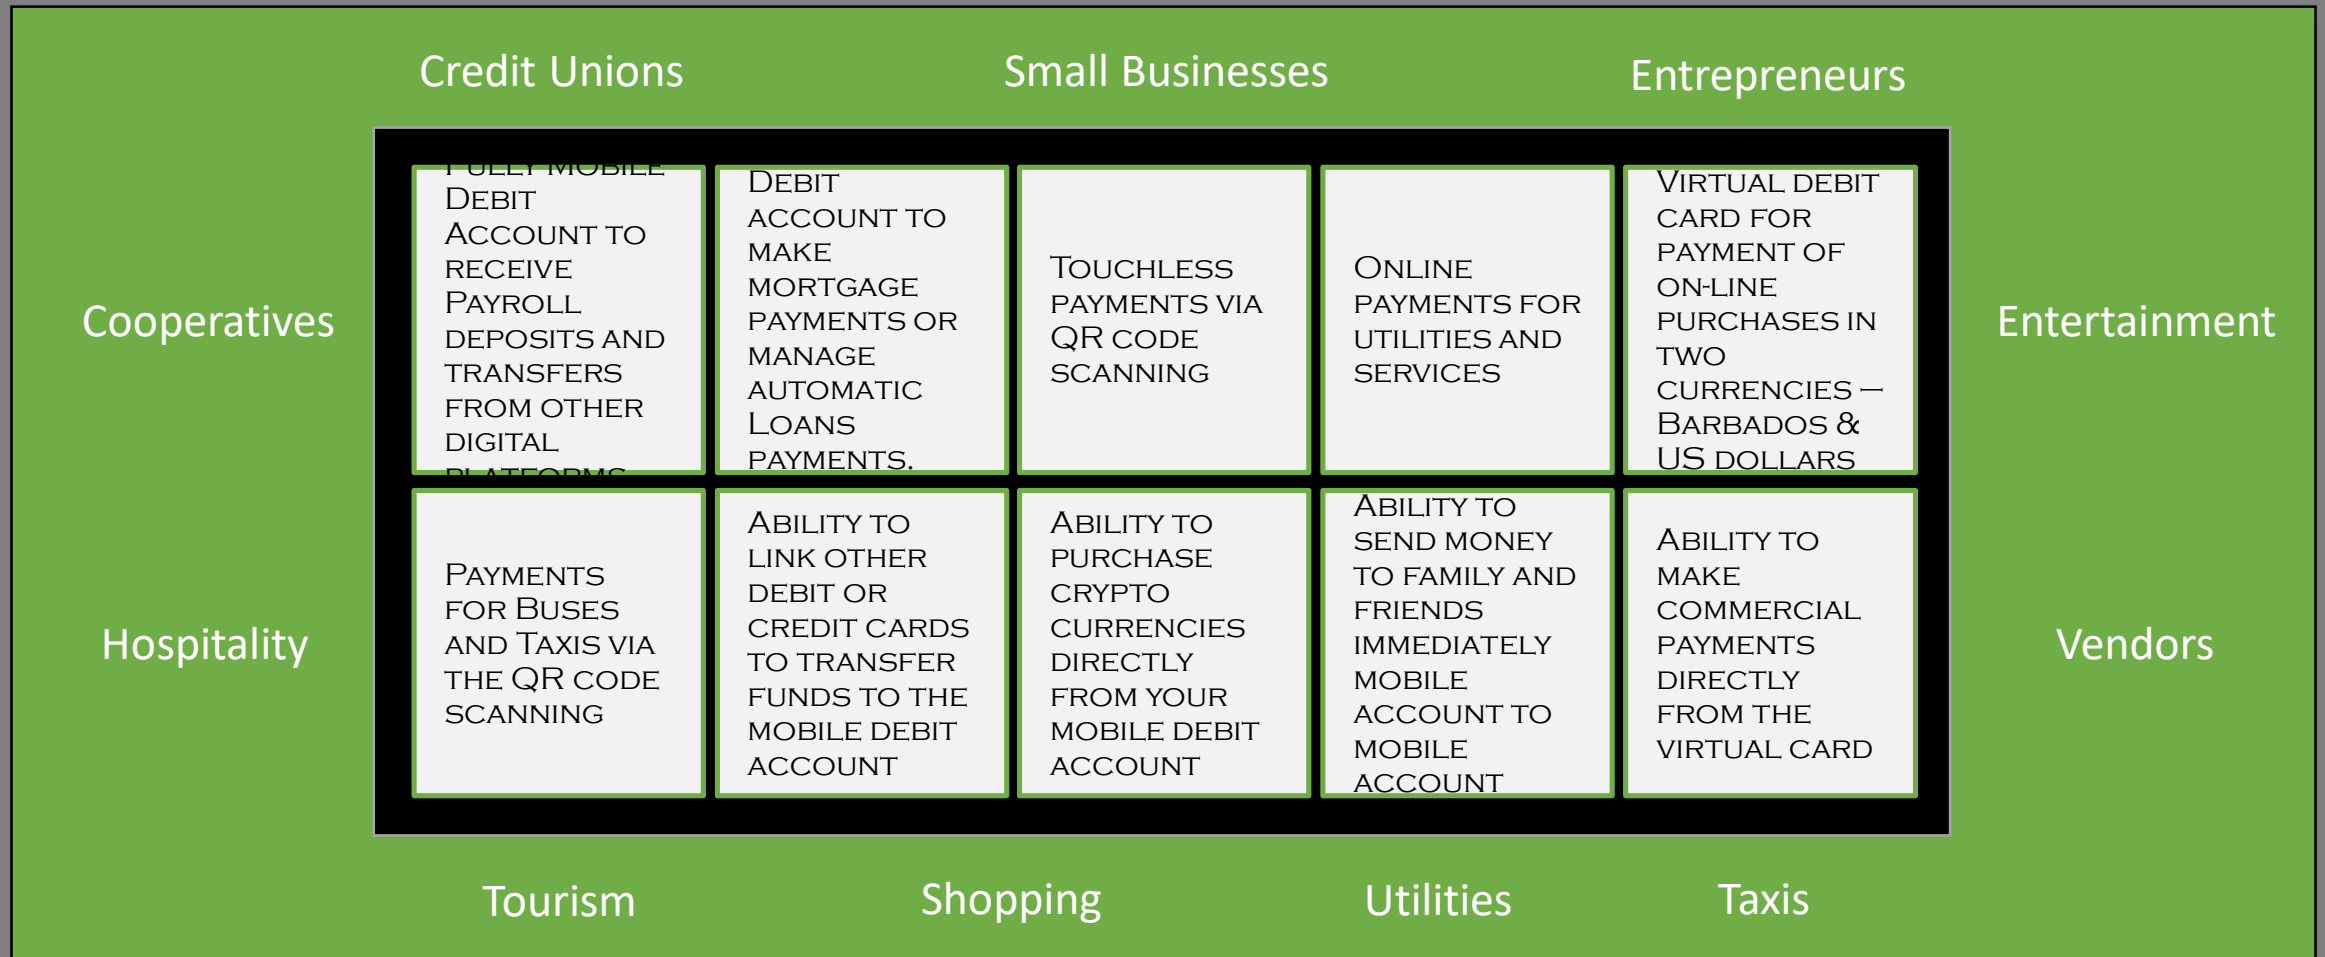 Credit Unions
Small Businesses
Entrepreneurs
Cooperatives
Fully mobile
Debit
Account to
receive
Payroll
deposits and
transfers
from other
digital
platforms
Debit
account to
make
mortgage
payments or
manage
automatic
Loans
payments.
Touchless
payments via
QR code
scanning
Online
payments for
utilities and
services
Virtual debit
card for
payment of
on-line
purchases in
two
currencies –
Barbados &
US dollars
Entertainment
Hospitality
Payments
for Buses
and Taxis via
the QR code
scanning
Ability to
link other
debit or
credit cards
to transfer
funds to the
mobile debit
account
Ability to
purchase
crypto
currencies
directly
from your
mobile debit
account
Ability to
send money
to family and
friends
immediately
mobile
account to
mobile
account
Ability to
make
commercial
payments
directly
from the
virtual card
Vendors
Tourism
Shopping
Utilities
Taxis